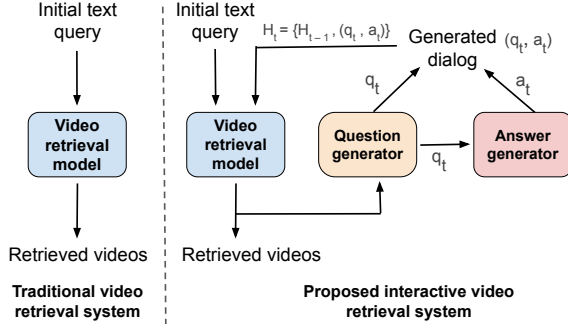 Initial text
query
Video
retrieval
model
Retrieved videos
Traditional video
retrieval system
Initial text
query
H_t = {H_{t-1}, (q_t, a_t)}
Generated
dialog
(q_t, a_t)
q_t
a_t
Video
retrieval
model
Question
generator
q_t
Answer
generator
Retrieved videos
Proposed interactive video
retrieval system